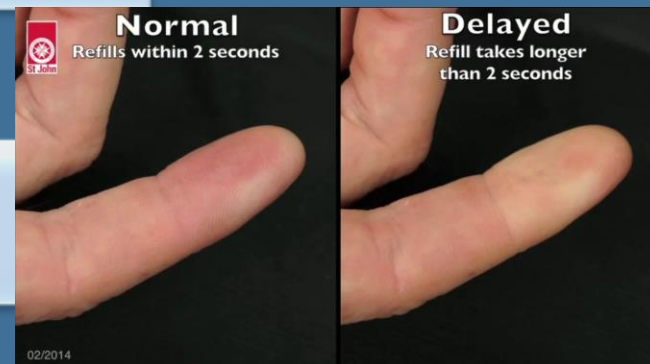 Normal
Refills within 2 seconds
St John
Delayed
Refill takes longer
than 2 seconds
02/2014